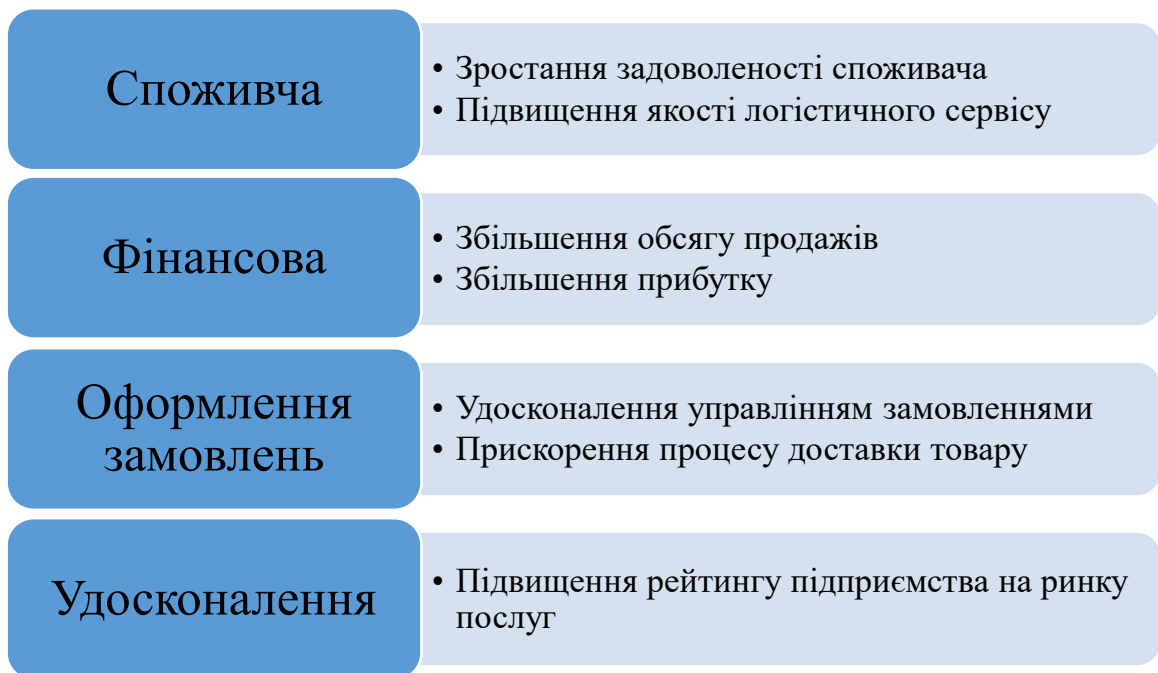 Споживча
• Зростання задоволеності споживача
• Підвищення якості логістичного сервісу
Фінансова
• Збільшення обсягу продажів
• Збільшення прибутку
Оформлення
замовлень
• Удосконалення управлінням замовленнями
• Прискорення процесу доставки товару
Удосконалення
• Підвищення рейтингу підприємства на ринку
послуг